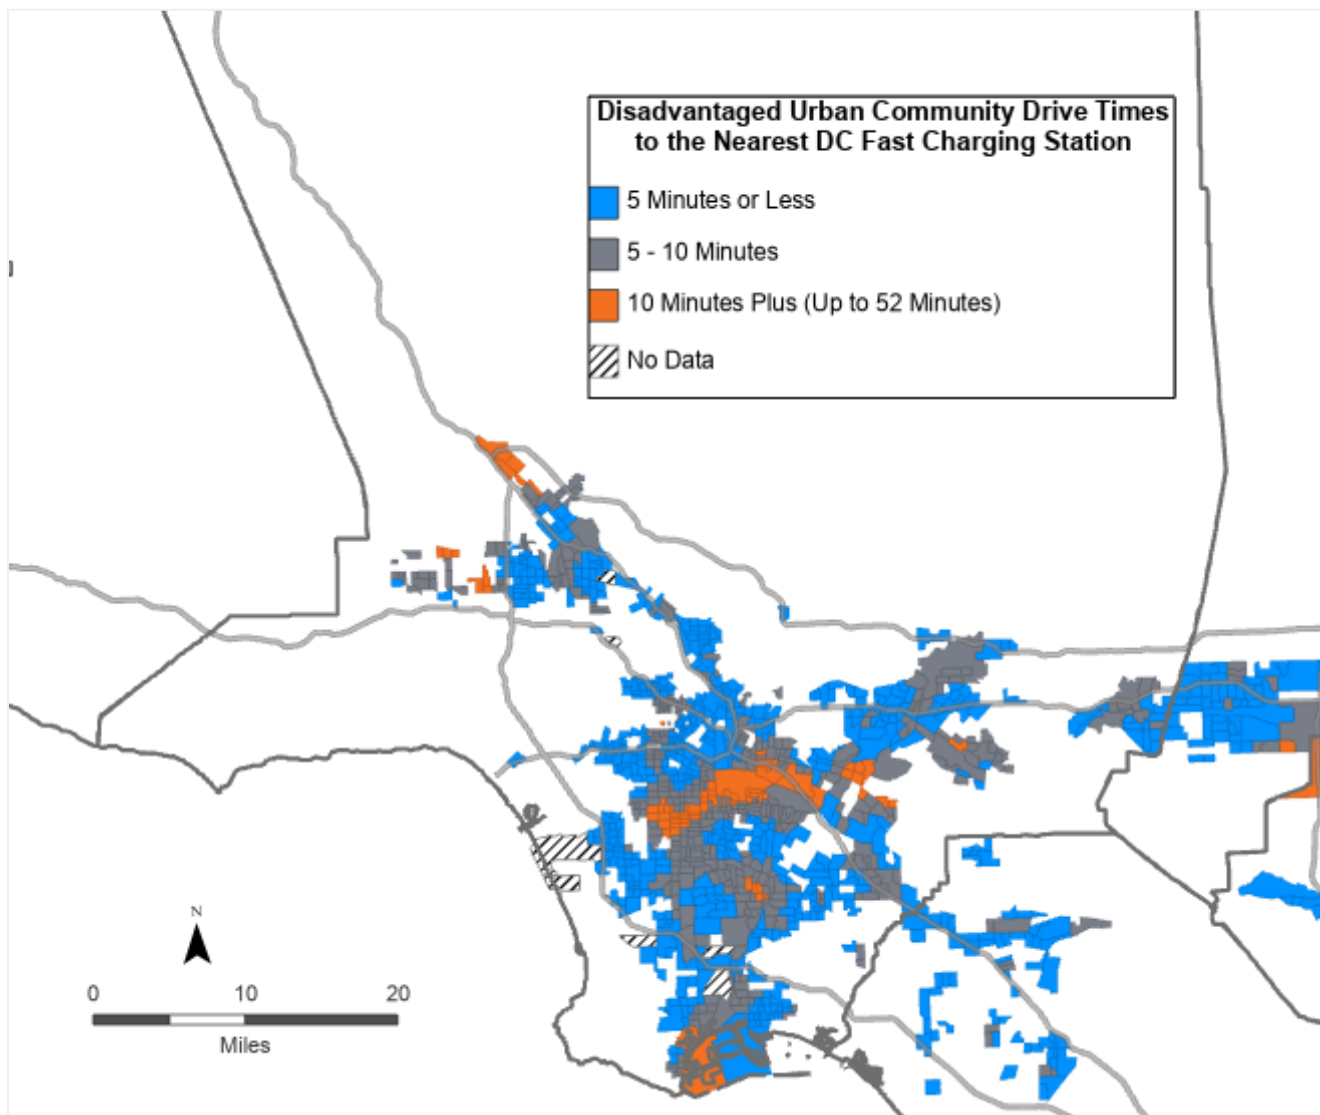 Disadvantaged Urban Community Drive Times
to the Nearest DC Fast Charging Station
5 Minutes or Less
5 - 10 Minutes
10 Minutes Plus (Up to 52 Minutes)
No Data
N
0 10 20
Miles